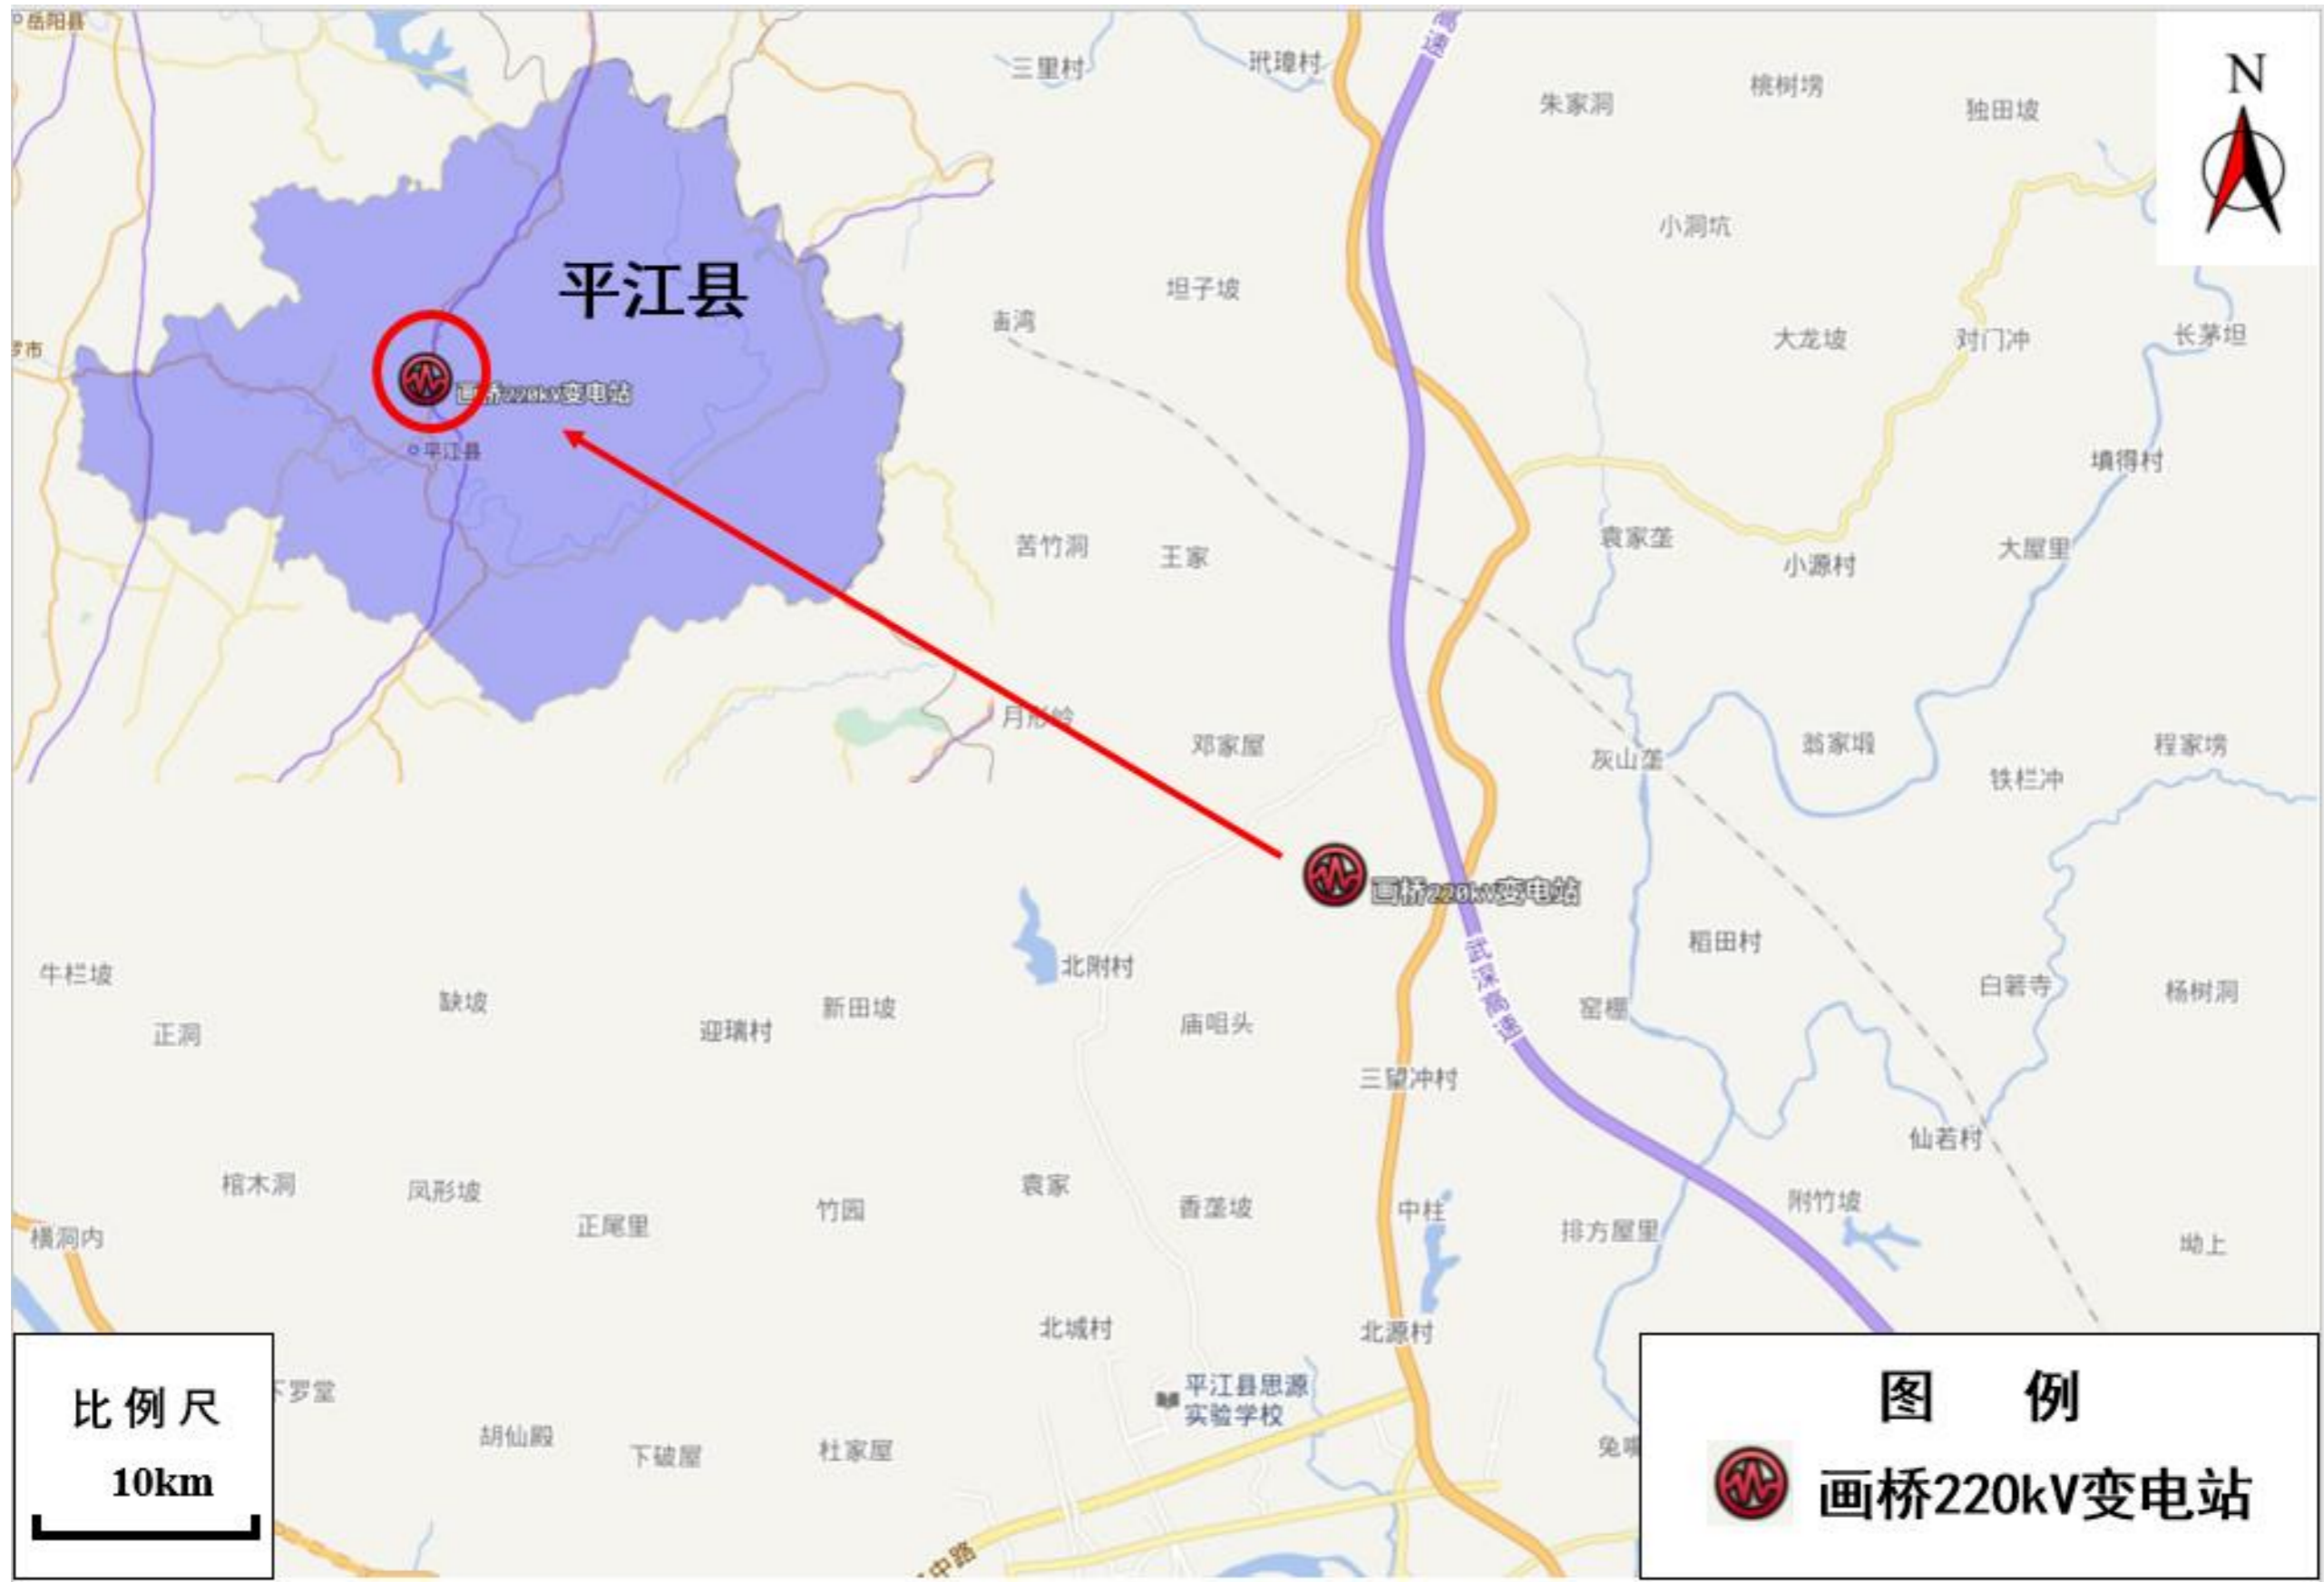 岳阳县
三里村
玳璋村
高速
朱家洞
桃树塝
独田坡
N
小洞坑
平江县
坦子坡
湾
大龙坡
对门冲
长茅坦
市
画桥220kV变电站
平江县
填得村
苦竹洞
王家
袁家垄
小源村
大屋里
月形岭
邓家屋
灰山垄
翁家塅
铁栏冲
程家塝
画桥220kV变电站
武深高速
稻田村
白箬寺
杨树洞
牛栏坡
正洞
缺坡
迎瑞村
新田坡
北附村
庙咀头
窑棚
三望冲村
仙若村
棺木洞
凤形坡
正尾里
竹园
袁家
香垄坡
中柱
排方屋里
附竹坡
坳上
横洞内
北城村
北源村
下罗堂
平江县思源
实验学校
胡仙殿
下破屋
杜家屋
兔
中路
比例尺
10km
图 例
画桥220kV变电站